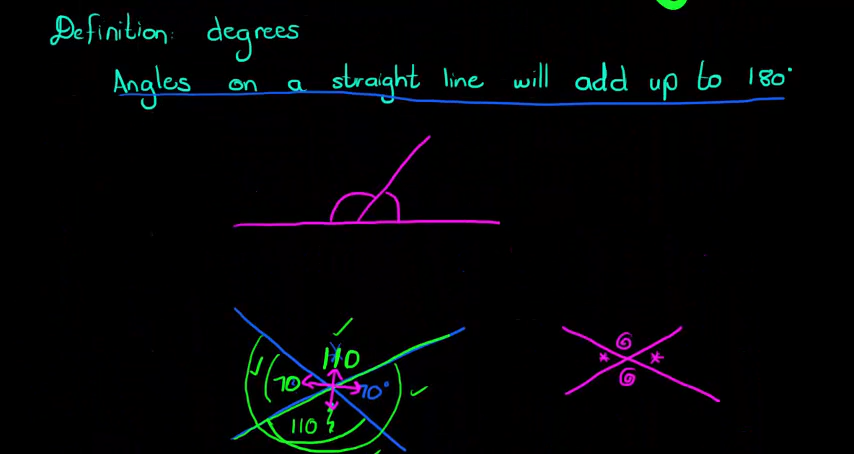 Definition: degrees
Angles on a straight line will add up to 180°
110
70 70°
110